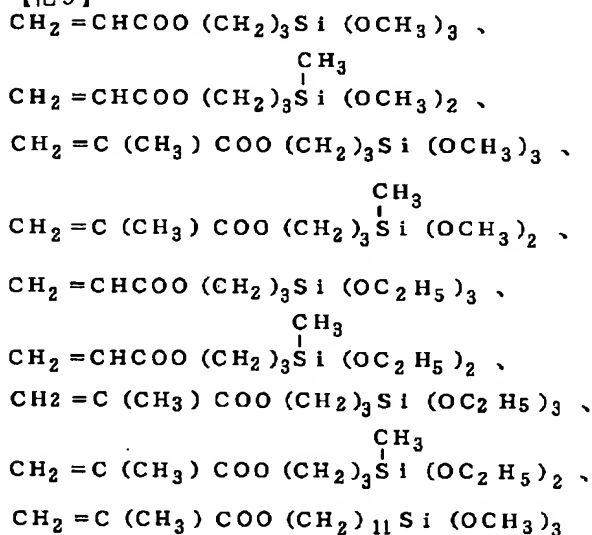 【化9】
CH₂=CHCOO(CH₂)₃Si(OCH₃)₃、
CH₃
CH₂=CHCOO(CH₂)₃Si(OCH₃)₂、
CH₂=C(CH₃)COO(CH₂)₃Si(OCH₃)₃、
CH₃
CH₂=C(CH₃)COO(CH₂)₃Si(OCH₃)₂、
CH₂=CHCOO(CH₂)₃Si(OC₂H₅)₃、
CH₃
CH₂=CHCOO(CH₂)₃Si(OC₂H₅)₂、
CH2=C(CH₃)COO(CH₂)₃Si(OC₂H₅)₃、
CH₃
CH₂=C(CH₃)COO(CH₂)₃Si(OC₂H₅)₂、
CH₂=C(CH₃)COO(CH₂)₁₁Si(OCH₃)₃